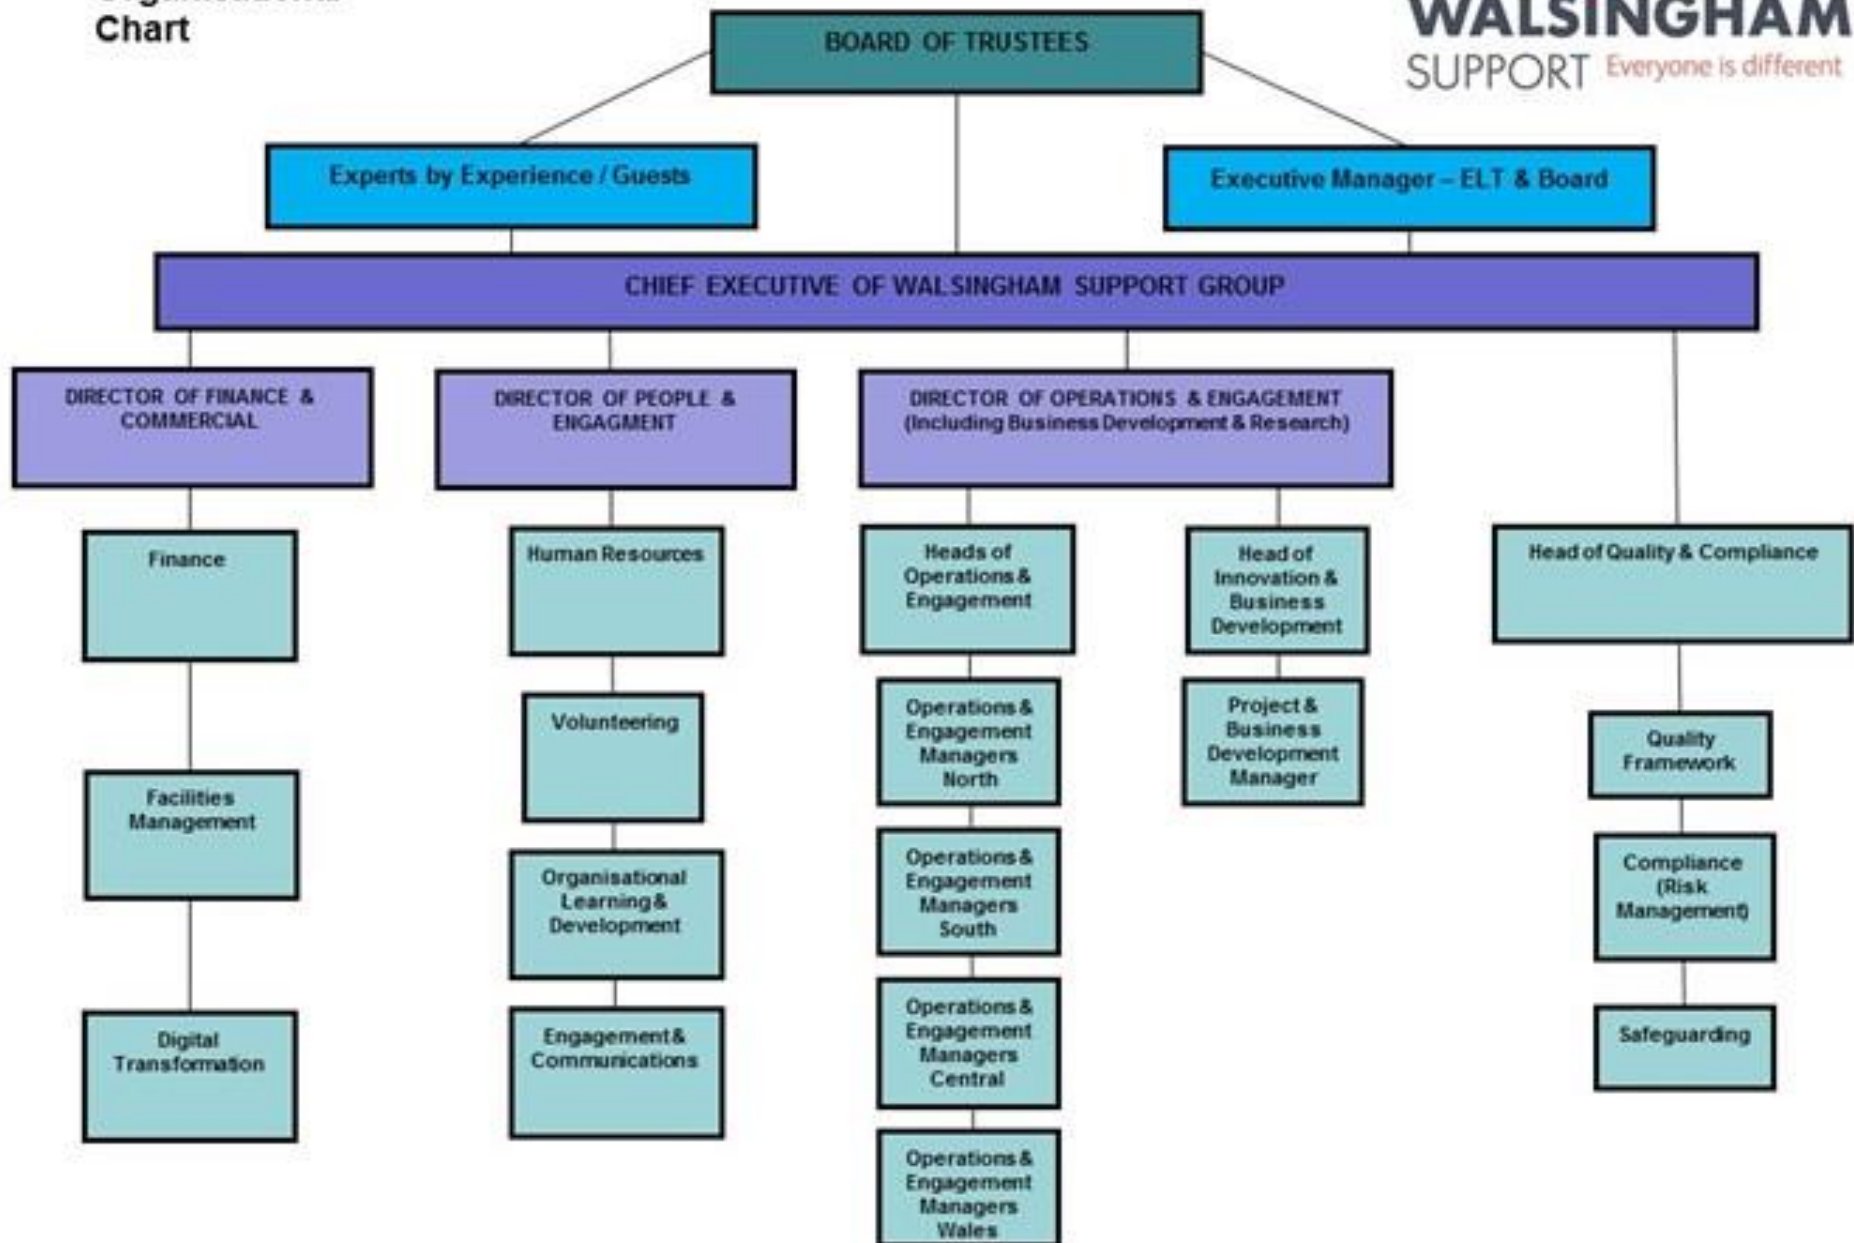 Chart
WALSINGHAM
SUPPORT Everyone is different
BOARD OF TRUSTEES
Experts by Experience / Guests
Executive Manager – ELT & Board
CHIEF EXECUTIVE OF WALSINGHAM SUPPORT GROUP
DIRECTOR OF FINANCE &
COMMERCIAL
DIRECTOR OF PEOPLE &
ENGAGMENT
DIRECTOR OF OPERATIONS & ENGAGEMENT
(Including Business Development & Research)
Finance
Facilities
Management
Digital
Transformation
Human Resources
Volunteering
Organisational
Learning &
Development
Engagement &
Communications
Heads of
Operations &
Engagement
Operations &
Engagement
Managers
North
Operations &
Engagement
Managers
South
Operations &
Engagement
Managers
Central
Operations &
Engagement
Managers
Wales
Head of
Innovation &
Business
Development
Project &
Business
Development
Manager
Head of Quality & Compliance
Quality
Framework
Compliance
(Risk
Management)
Safeguarding